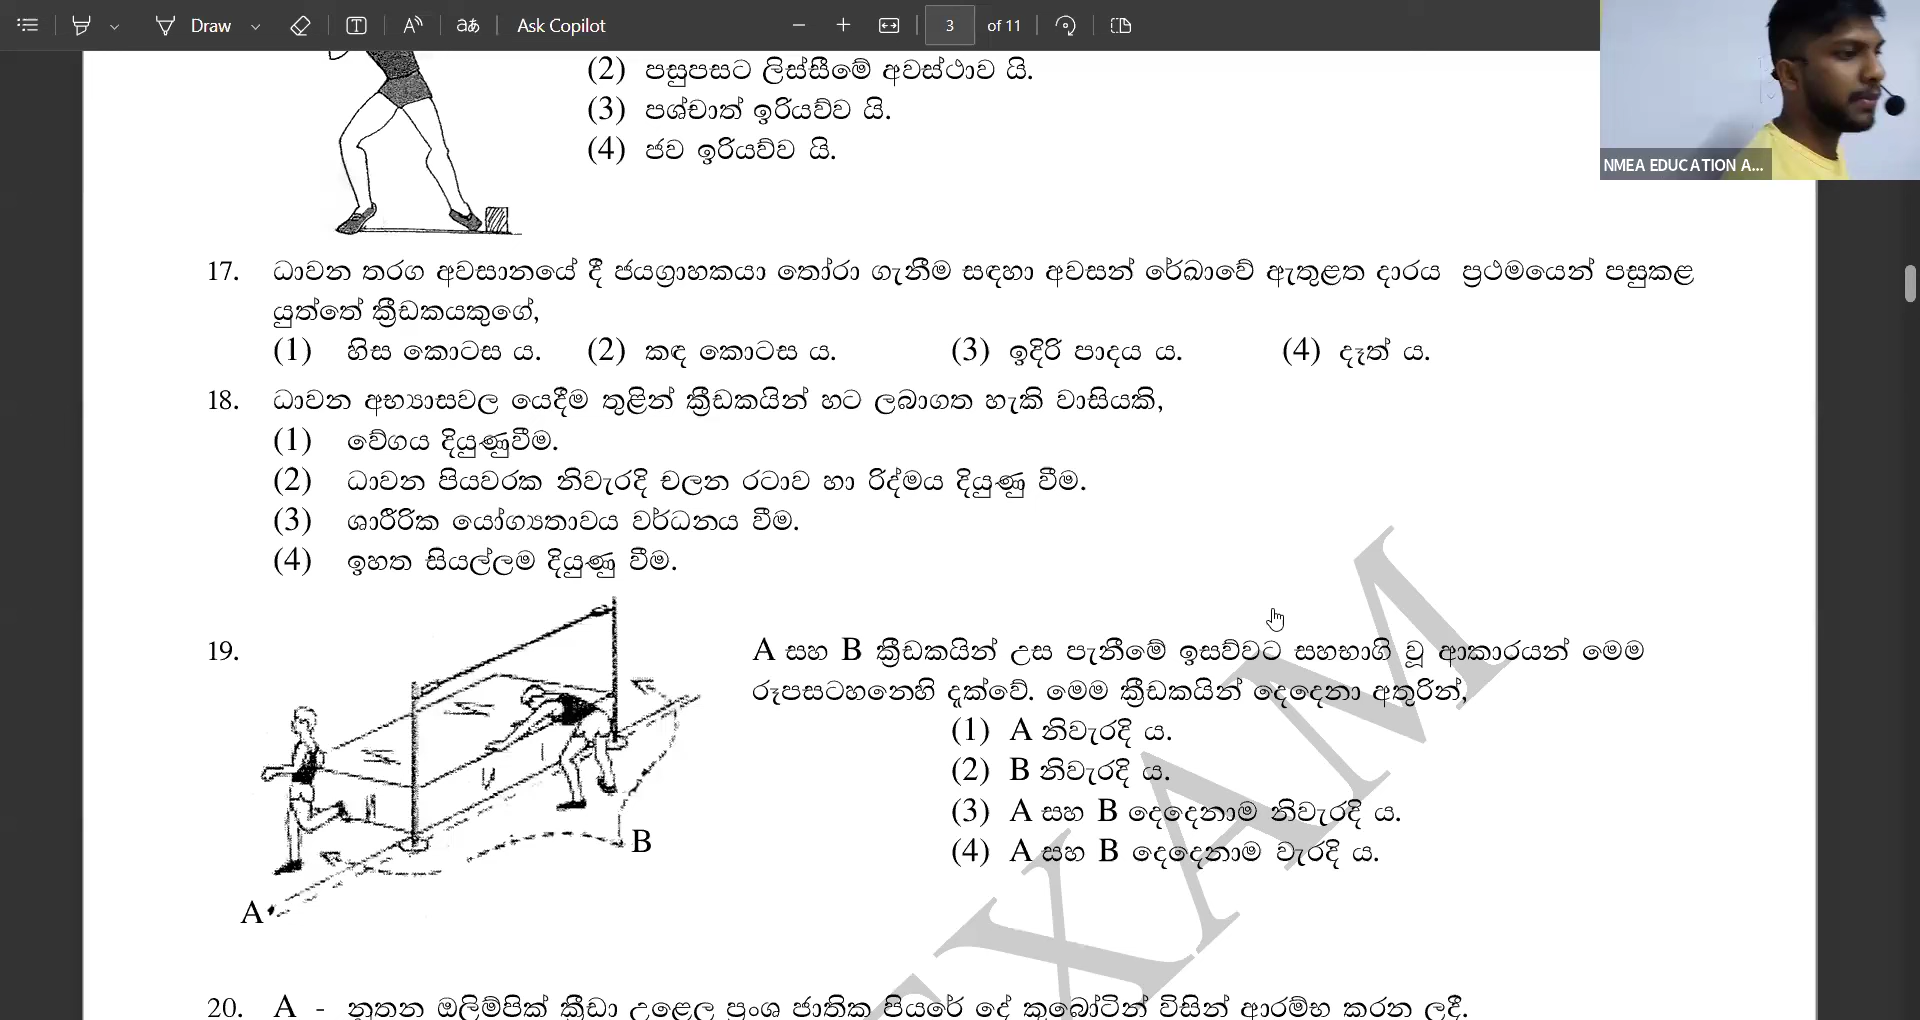 Draw
Ask Copilot
3 of 11
NMEA EDUCATION A...
(2) පසුපසට ලිස්සීමේ අවස්ථාව යි.
(3) පශ්චාත් ඉරියව්ව යි.
(4) ජව ඉරියව්ව යි.
17. ධාවන තරග අවසානයේ දී ජයග්‍රාහකයා තෝරා ගැනීම සඳහා අවසන් රේඛාවේ ඇතුළත දාරය ප්‍රථමයෙන් පසුකළ
යුත්තේ ක්‍රීඩකයකුගේ,
(1) හිස කොටස ය. (2) කඳ කොටස ය. (3) ඉදිරි පාදය ය. (4) දෑත් ය.
18. ධාවන අභ්‍යාසවල යෙදීම තුළින් ක්‍රීඩකයින් හට ලබාගත හැකි වාසියකි,
(1) වේගය දියුණුවීම.
(2) ධාවන පියවරක නිවැරදි චලන රටාව හා රිද්මය දියුණු වීම.
(3) ශාරීරික යෝග්‍යතාවය වර්ධනය වීම.
(4) ඉහත සියල්ලම දියුණු වීම.
19. A සහ B ක්‍රීඩකයින් උස පැනීමේ ඉසව්වට සහභාගි වූ ආකාරයන් මෙම
රූපසටහනෙහි දැක්වේ. මෙම ක්‍රීඩකයින් දෙදෙනා අතුරින්,
(1) A නිවැරදි ය.
(2) B නිවැරදි ය.
(3) A සහ B දෙදෙනාම නිවැරදි ය.
(4) A සහ B දෙදෙනාම වැරදි ය.
B
A
EXAM
20. A - නූතන ඔලිම්පික් ක්‍රීඩා උළෙල ප්‍රංශ ජාතික පියරේ දේ කුබෝටින් විසින් ආරම්භ කරන ලදී.